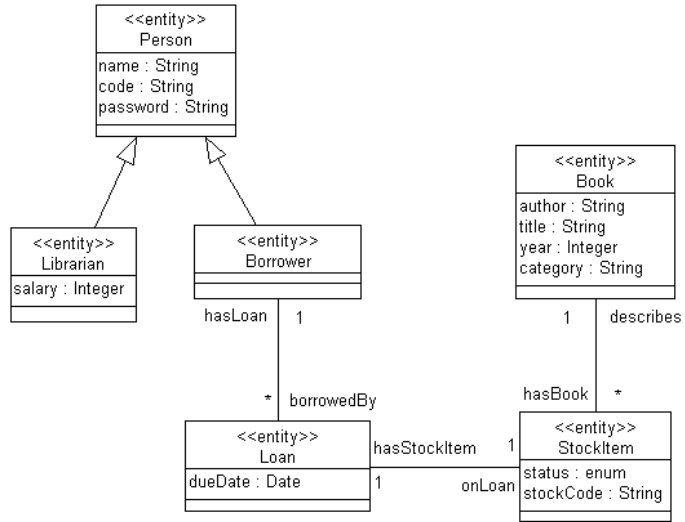 <<entity>>
Person
name : String
code : String
password : String
<<entity>>
Book
author : String
title : String
year : Integer
category : String
<<entity>>
Librarian
salary : Integer
<<entity>>
Borrower
hasLoan 1
1 describes
* borrowedBy
hasBook *
<<entity>>
Loan
dueDate : Date
hasStockItem 1
1 onLoan
<<entity>>
StockItem
status : enum
stockCode : String